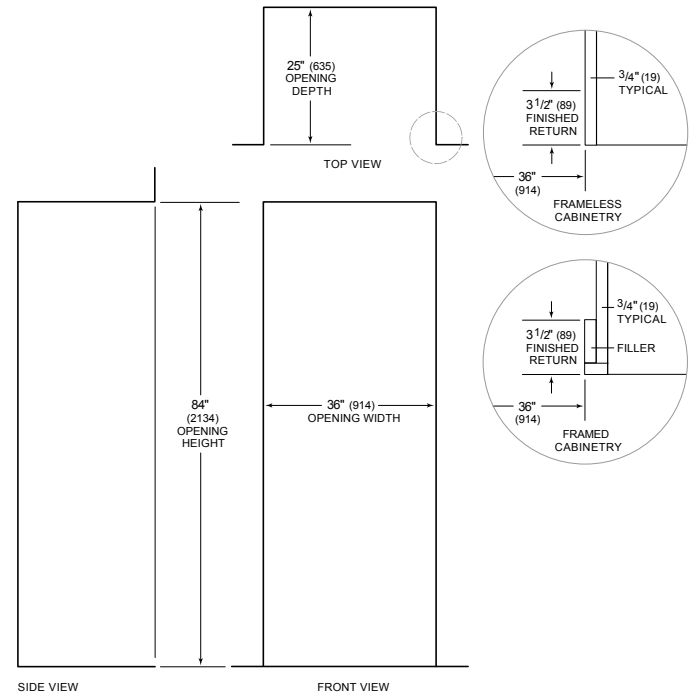 25" (635)
OPENING
DEPTH
TOP VIEW
3/4" (19)
TYPICAL
3 1/2" (89)
FINISHED
RETURN
36"
(914)
FRAMELESS
CABINETRY
3/4" (19)
TYPICAL
3 1/2" (89)
FINISHED
RETURN
FILLER
36"
(914)
FRAMED
CABINETRY
84"
(2134)
OPENING
HEIGHT
36" (914)
OPENING WIDTH
SIDE VIEW
FRONT VIEW